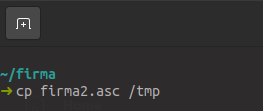 ~/firma
➜ cp firma2.asc /tmp